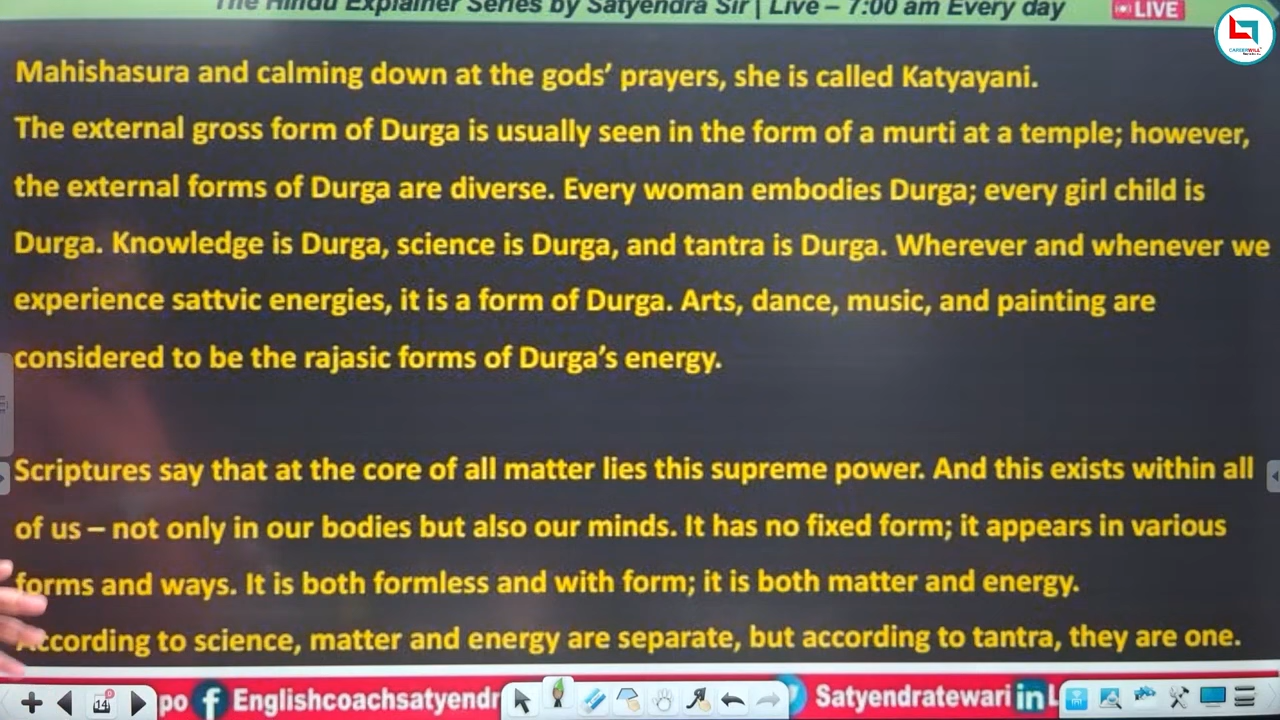 The Hindu Explainer Series by Satyendra Sir | Live – 7:00 am Every day
LIVE
CAREERWILL
Mahishasura and calming down at the gods’ prayers, she is called Katyayani.
The external gross form of Durga is usually seen in the form of a murti at a temple; however,
the external forms of Durga are diverse. Every woman embodies Durga; every girl child is
Durga. Knowledge is Durga, science is Durga, and tantra is Durga. Wherever and whenever we
experience sattvic energies, it is a form of Durga. Arts, dance, music, and painting are
considered to be the rajasic forms of Durga’s energy.
Scriptures say that at the core of all matter lies this supreme power. And this exists within all
of us – not only in our bodies but also our minds. It has no fixed form; it appears in various
forms and ways. It is both formless and with form; it is both matter and energy.
According to science, matter and energy are separate, but according to tantra, they are one.
14 po f Englishcoachsatyendr Satyendratewari in L